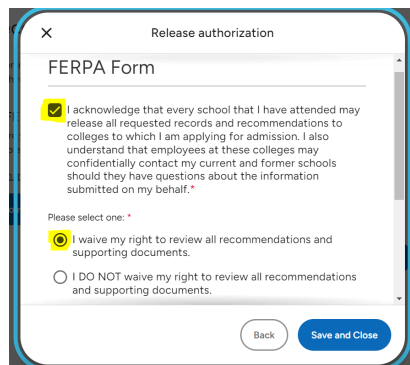 Release authorization
FERPA Form
I acknowledge that every school that I have attended may
release all requested records and recommendations to
colleges to which I am applying for admission. I also
understand that employees at these colleges may
confidentially contact my current and former schools
should they have questions about the information
submitted on my behalf.*
Please select one: *
I waive my right to review all recommendations and
supporting documents.
I DO NOT waive my right to review all recommendations
and supporting documents.
Back
Save and Close